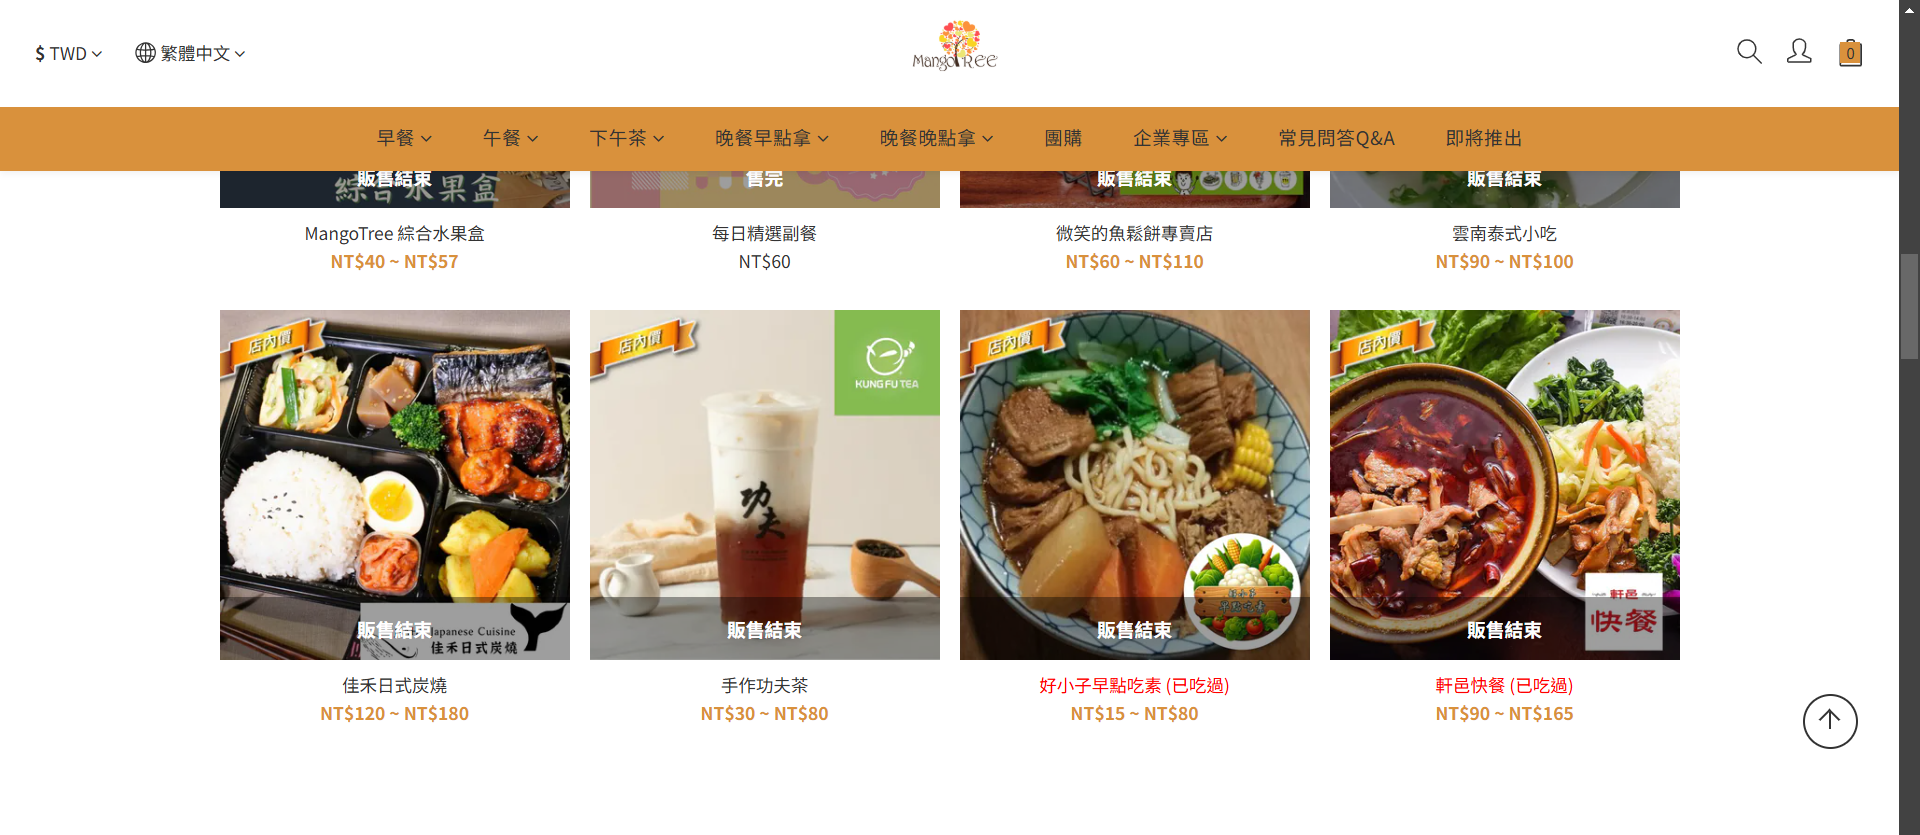 $ TWD
繁體中文
MangoTree
0
早餐
午餐
下午茶
晚餐早點拿
晚餐晚點拿
團購
企業專區
常見問答Q&A
即將推出
綜合水果盒
販售結束
售完
販售結束
販售結束
MangoTree 綜合水果盒
NT$40 ~ NT$57
每日精選副餐
NT$60
微笑的魚鬆餅專賣店
NT$60 ~ NT$110
雲南泰式小吃
NT$90 ~ NT$100
店內價
店內價
KUNG FU TEA
店內價
店內價
功夫
Japanese Cuisine
佳禾日式炭燒
販售結束
販售結束
販售結束
軒邑
快餐
販售結束
佳禾日式炭燒
NT$120 ~ NT$180
手作功夫茶
NT$30 ~ NT$80
好小子早點吃素 (已吃過)
NT$15 ~ NT$80
軒邑快餐 (已吃過)
NT$90 ~ NT$165